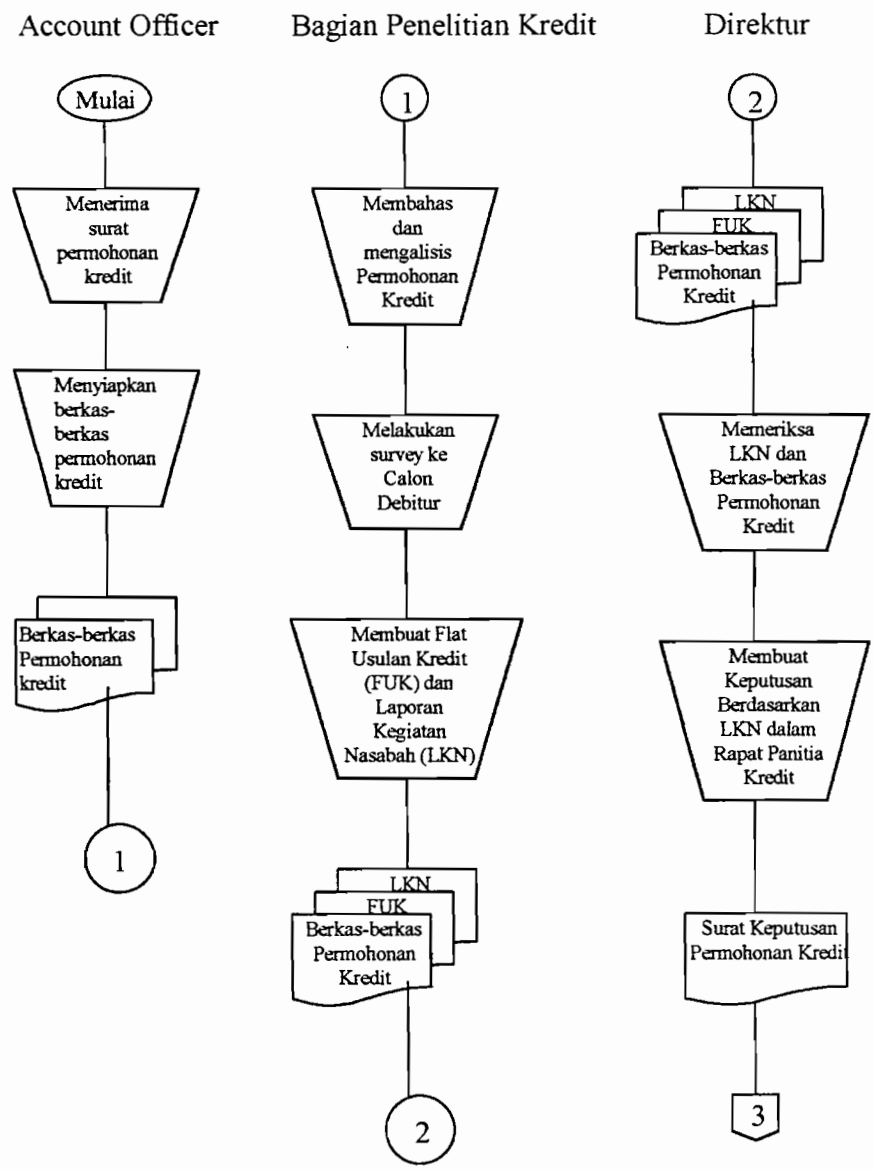 Account Officer
Mulai
Menerima
surat
permohonan
kredit
Menyiapkan
berkas-
berkas
permohonan
kredit
Berkas-berkas
Permohonan
kredit
1
Bagian Penelitian Kredit
1
Membahas
dan
mengalisis
Permohonan
Kredit
Melakukan
survey ke
Calon
Debitur
Membuat Flat
Usulan Kredit
(FUK) dan
Laporan
Kegiatan
Nasabah (LKN)
LKN
FUK
Berkas-berkas
Permohonan
Kredit
2
Direktur
2
LKN
FUK
Berkas-berkas
Permohonan
Kredit
Memeriksa
LKN dan
Berkas-berkas
Permohonan
Kredit
Membuat
Keputusan
Berdasarkan
LKN dalam
Rapat Panitia
Kredit
Surat Keputusan
Permohonan Kredit
3